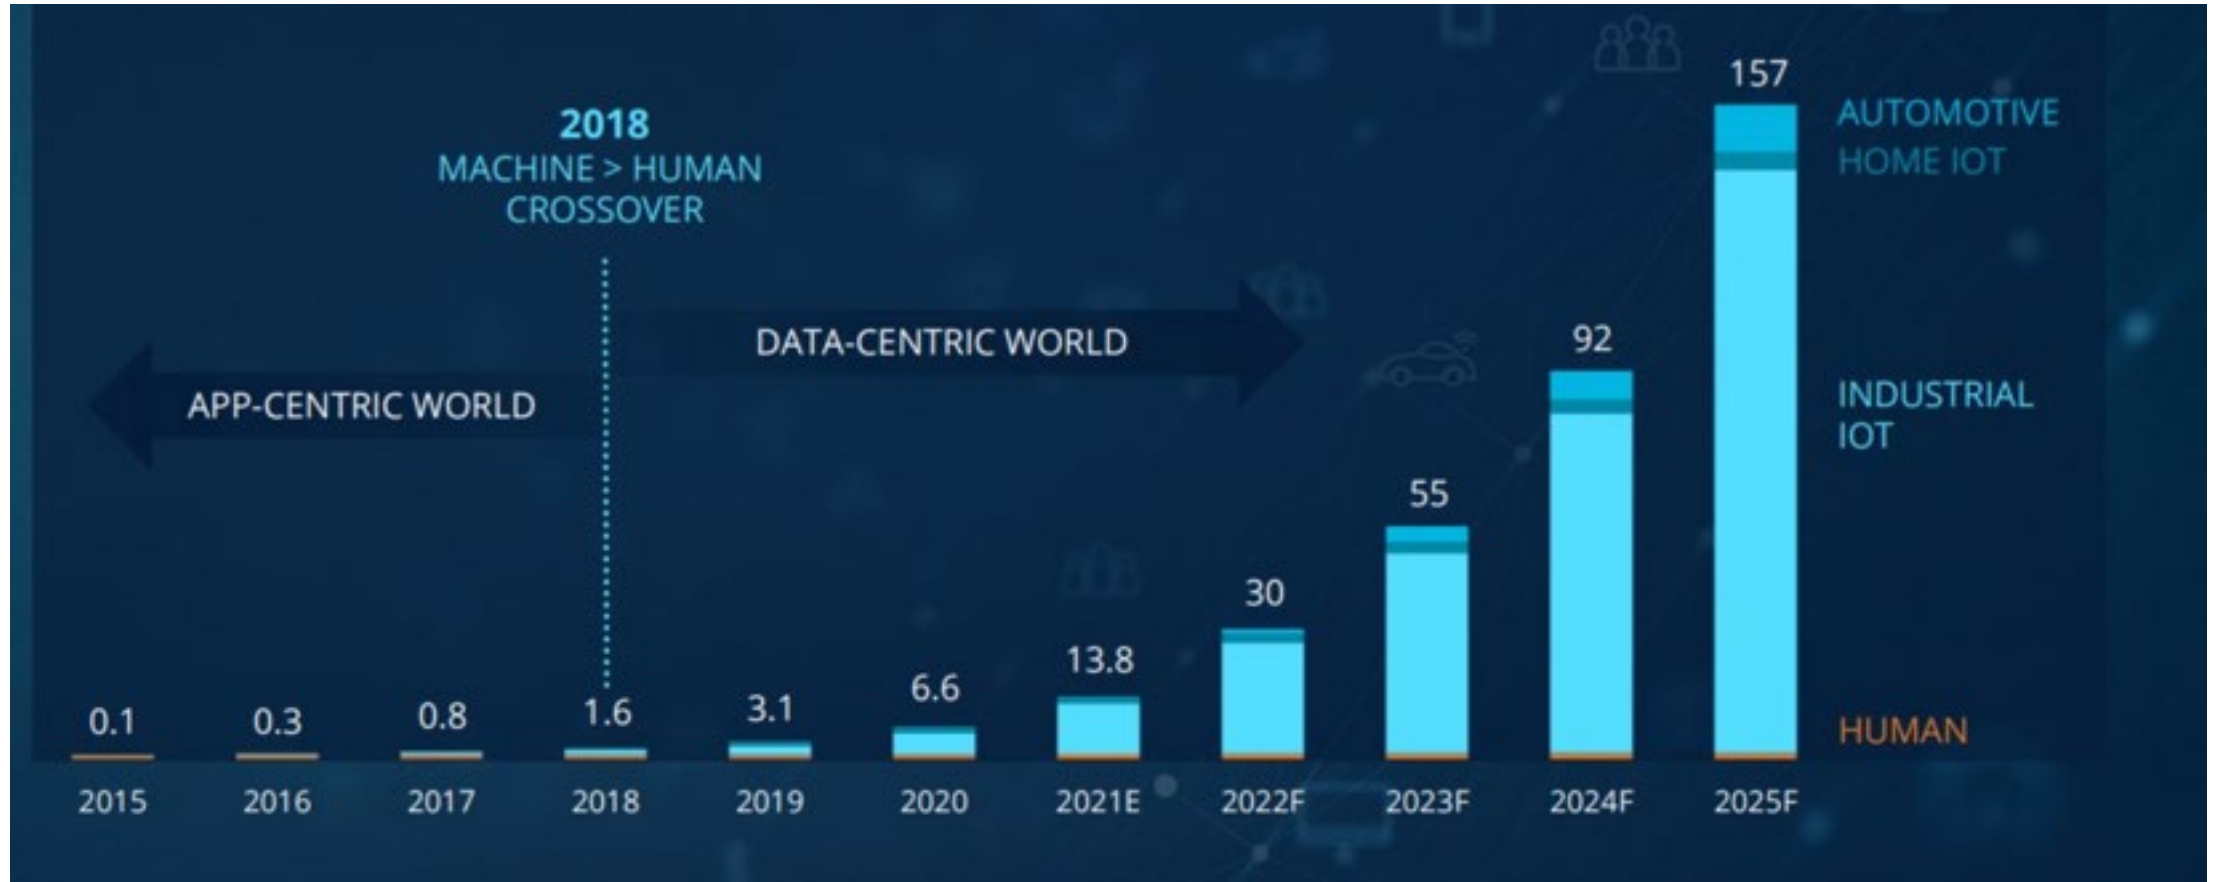 2018
MACHINE > HUMAN
CROSSOVER
DATA-CENTRIC WORLD
APP-CENTRIC WORLD
0.1
0.3
0.8
1.6
3.1
6.6
13.8
30
55
92
157
AUTOMOTIVE
HOME IOT
INDUSTRIAL
IOT
HUMAN
2015
2016
2017
2018
2019
2020
2021E
2022F
2023F
2024F
2025F